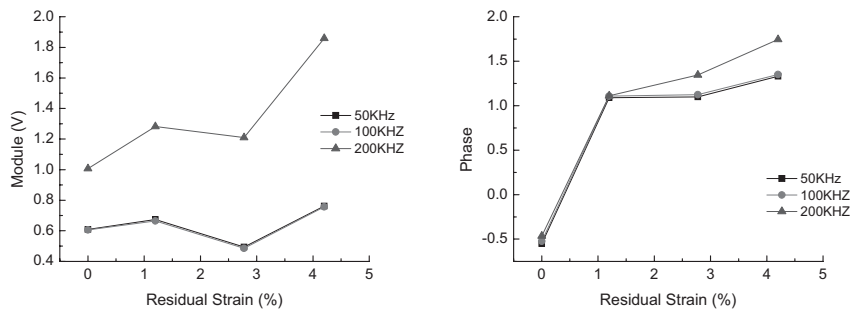 2.0
1.8
1.6
1.4
1.2
1.0
0.8
0.6
0.4
Module (V)
0 1 2 3 4 5
Residual Strain (%)
50KHz
100KHZ
200KHZ
2.0
1.5
1.0
0.5
0.0
-0.5
Phase
0 1 2 3 4 5
Residual Strain (%)
50KHz
100KHZ
200KHZ